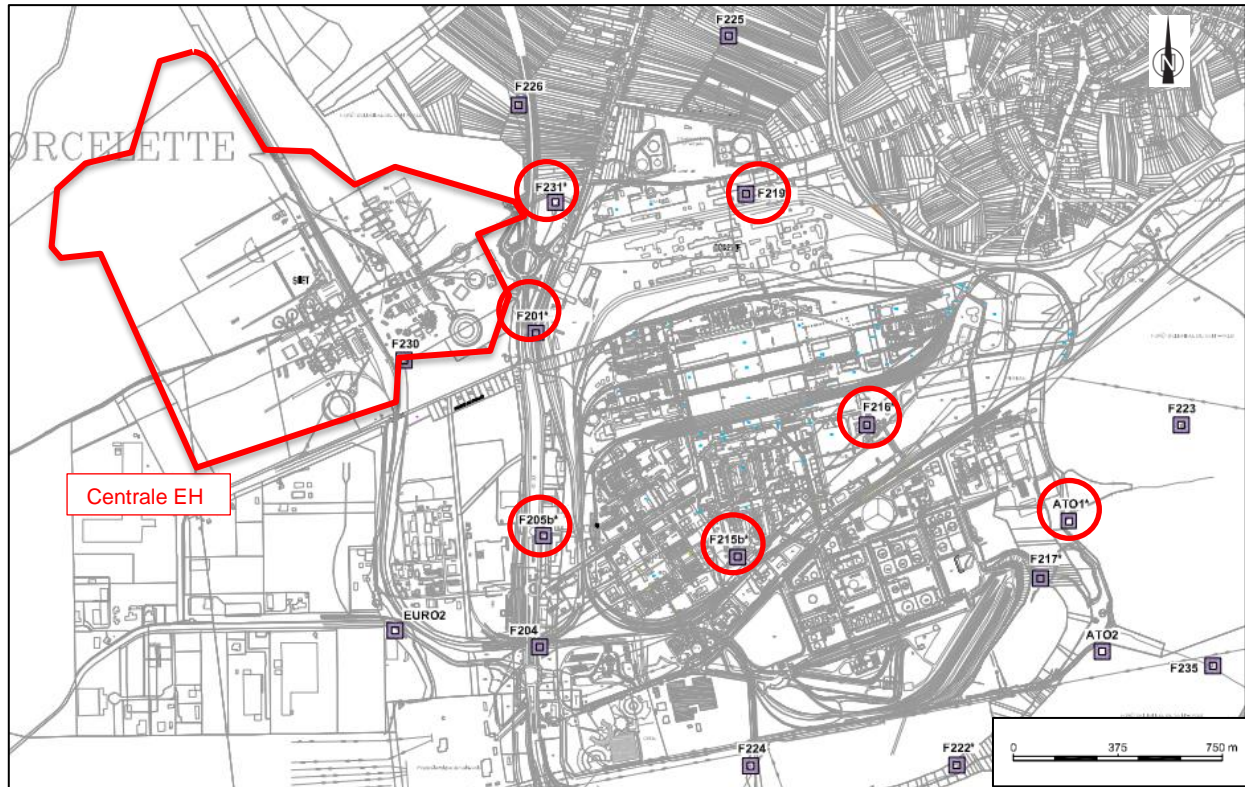 F225
N
F226
ORCELETTE
F231*
F219
F201*
F230
F216*
F223
Centrale EH
F205b*
ATO1*
F215b*
F217*
EURO2
F204
ATO2
F235
F224
F222*
0 375 750 m